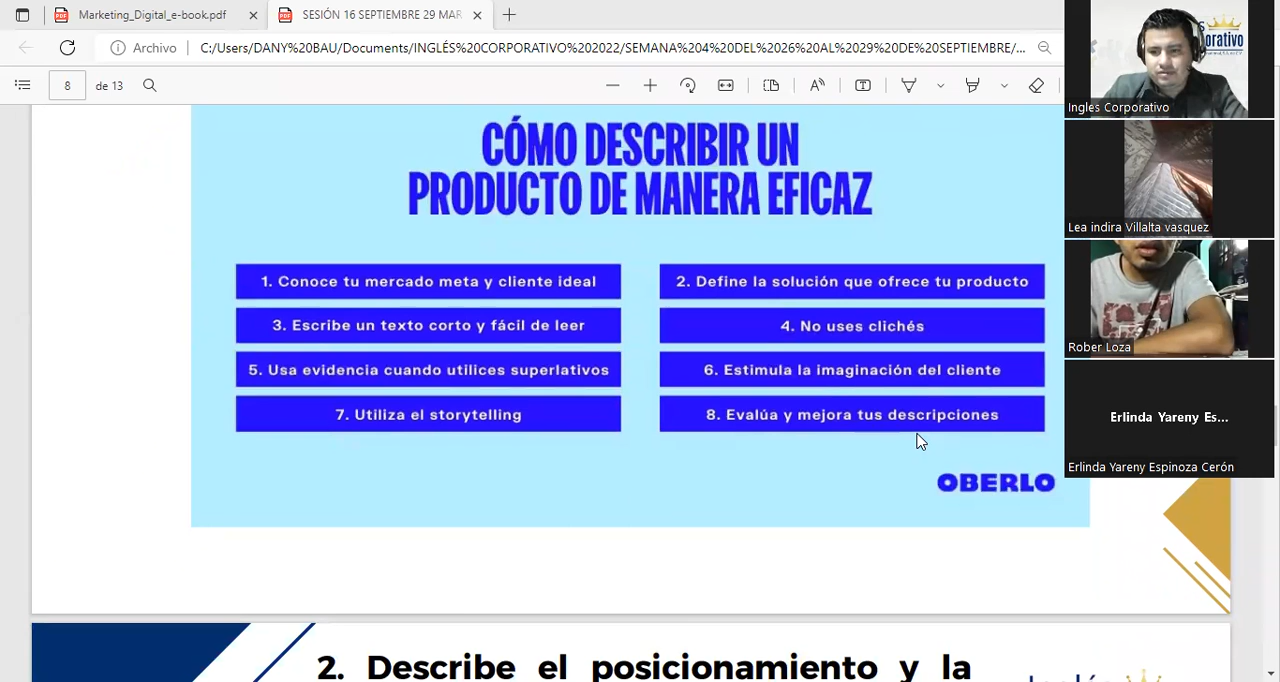 Marketing_Digital_e-book.pdf
SESIÓN 16 SEPTIEMBRE 29 MAR
Archivo
C:/Users/DANY%20BAU/Documents/INGLÉS%20CORPORATIVO%202022/SEMANA%204%20DEL%2026%20AL%2029%20DE%20SEPTIEMBRE/...
8
de 13
CÓMO DESCRIBIR UN
PRODUCTO DE MANERA EFICAZ
1. Conoce tu mercado meta y cliente ideal
2. Define la solución que ofrece tu producto
3. Escribe un texto corto y fácil de leer
4. No uses clichés
5. Usa evidencia cuando utilices superlativos
6. Estimula la imaginación del cliente
7. Utiliza el storytelling
8. Evalúa y mejora tus descripciones
OBERLO
2. Describe el posicionamiento y la
Ingles Corporativo
Lea indira Villalta vasquez
Rober Loza
Erlinda Yareny Es...
Erlinda Yareny Espinoza Cerón